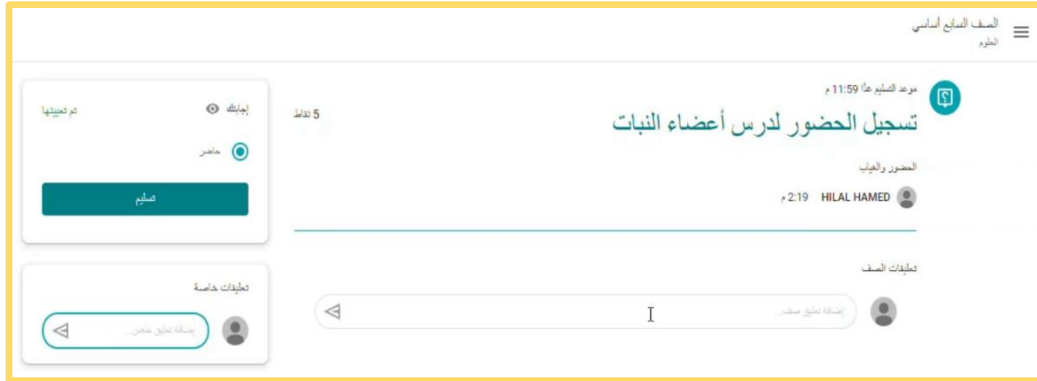 الصف السابع أساسي
العلوم
موعد التسليم غدًا 11:59 م
تسجيل الحضور لدرس أعضاء النبات
5 نقاط
الحضور والغياب
HILAL HAMED 2:19 م
تعليقات الصف
إضافة تعليق صف...
إجابتك
تم تعيينها
حاضر
تسليم
تعليقات خاصة
إضافة تعليق خاص...